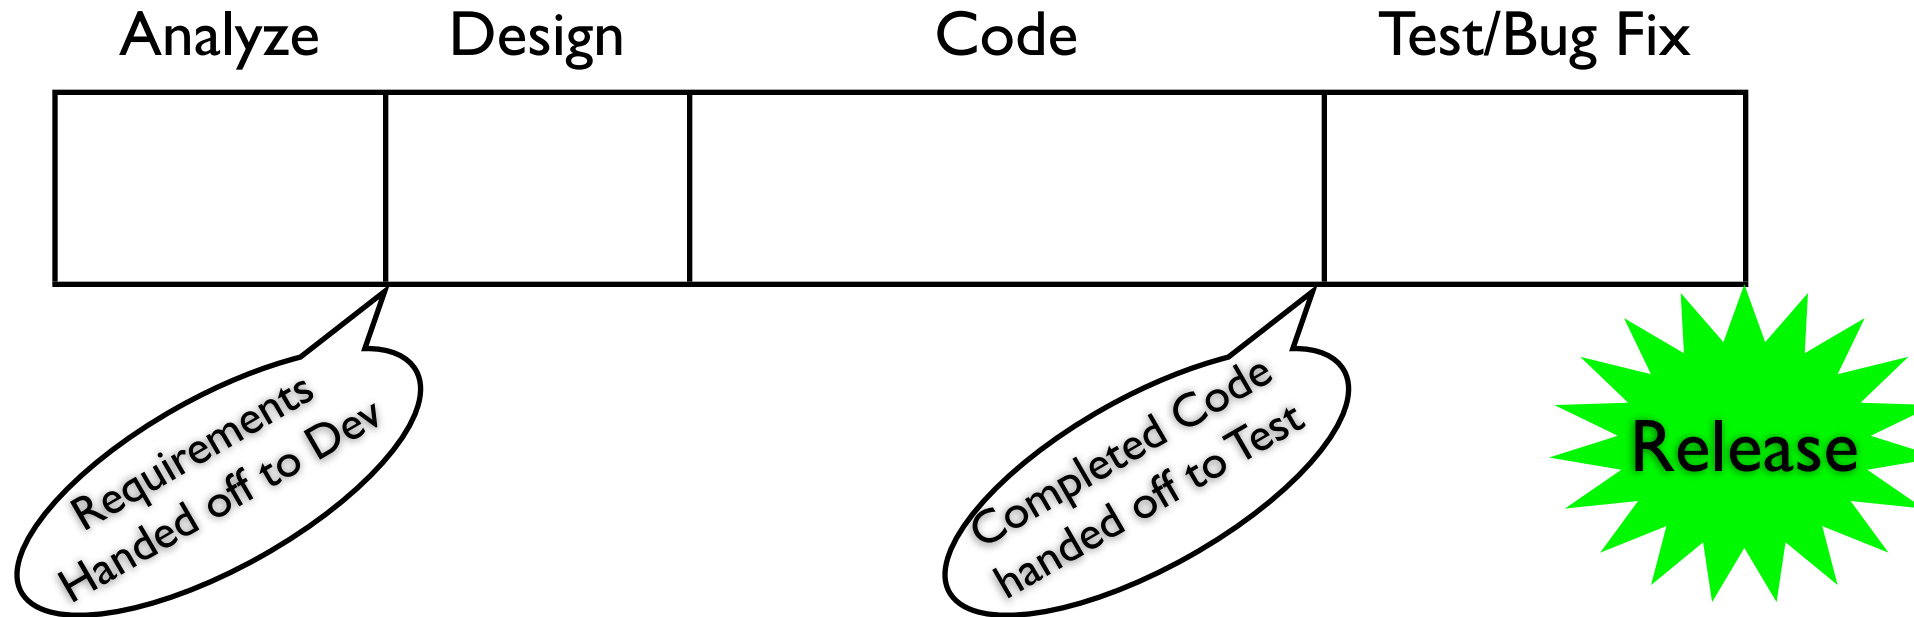 Analyze Design Code Test/Bug Fix
Requirements
Handed off to Dev
Completed Code
handed off to Test
Release